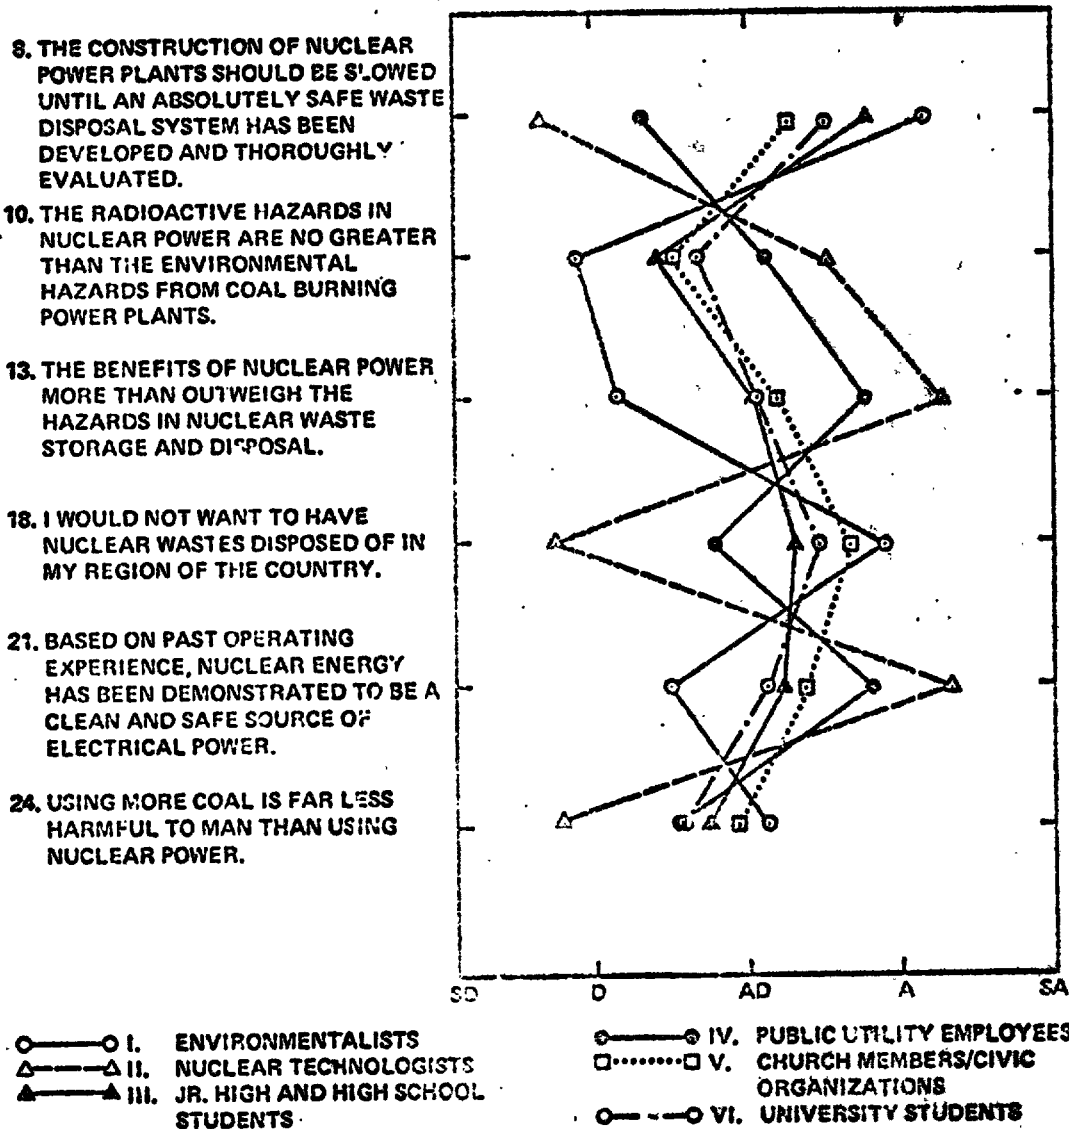 8. THE CONSTRUCTION OF NUCLEAR
POWER PLANTS SHOULD BE SLOWED
UNTIL AN ABSOLUTELY SAFE WASTE
DISPOSAL SYSTEM HAS BEEN
DEVELOPED AND THOROUGHLY
EVALUATED.
10. THE RADIOACTIVE HAZARDS IN
NUCLEAR POWER ARE NO GREATER
THAN THE ENVIRONMENTAL
HAZARDS FROM COAL BURNING
POWER PLANTS.
13. THE BENEFITS OF NUCLEAR POWER
MORE THAN OUTWEIGH THE
HAZARDS IN NUCLEAR WASTE
STORAGE AND DISPOSAL.
18. I WOULD NOT WANT TO HAVE
NUCLEAR WASTES DISPOSED OF IN
MY REGION OF THE COUNTRY.
21. BASED ON PAST OPERATING
EXPERIENCE, NUCLEAR ENERGY
HAS BEEN DEMONSTRATED TO BE A
CLEAN AND SAFE SOURCE OF
ELECTRICAL POWER.
24. USING MORE COAL IS FAR LESS
HARMFUL TO MAN THAN USING
NUCLEAR POWER.
SD D AD A SA
I. ENVIRONMENTALISTS
II. NUCLEAR TECHNOLOGISTS
III. JR. HIGH AND HIGH SCHOOL
STUDENTS
IV. PUBLIC UTILITY EMPLOYEES
V. CHURCH MEMBERS/CIVIC
ORGANIZATIONS
VI. UNIVERSITY STUDENTS